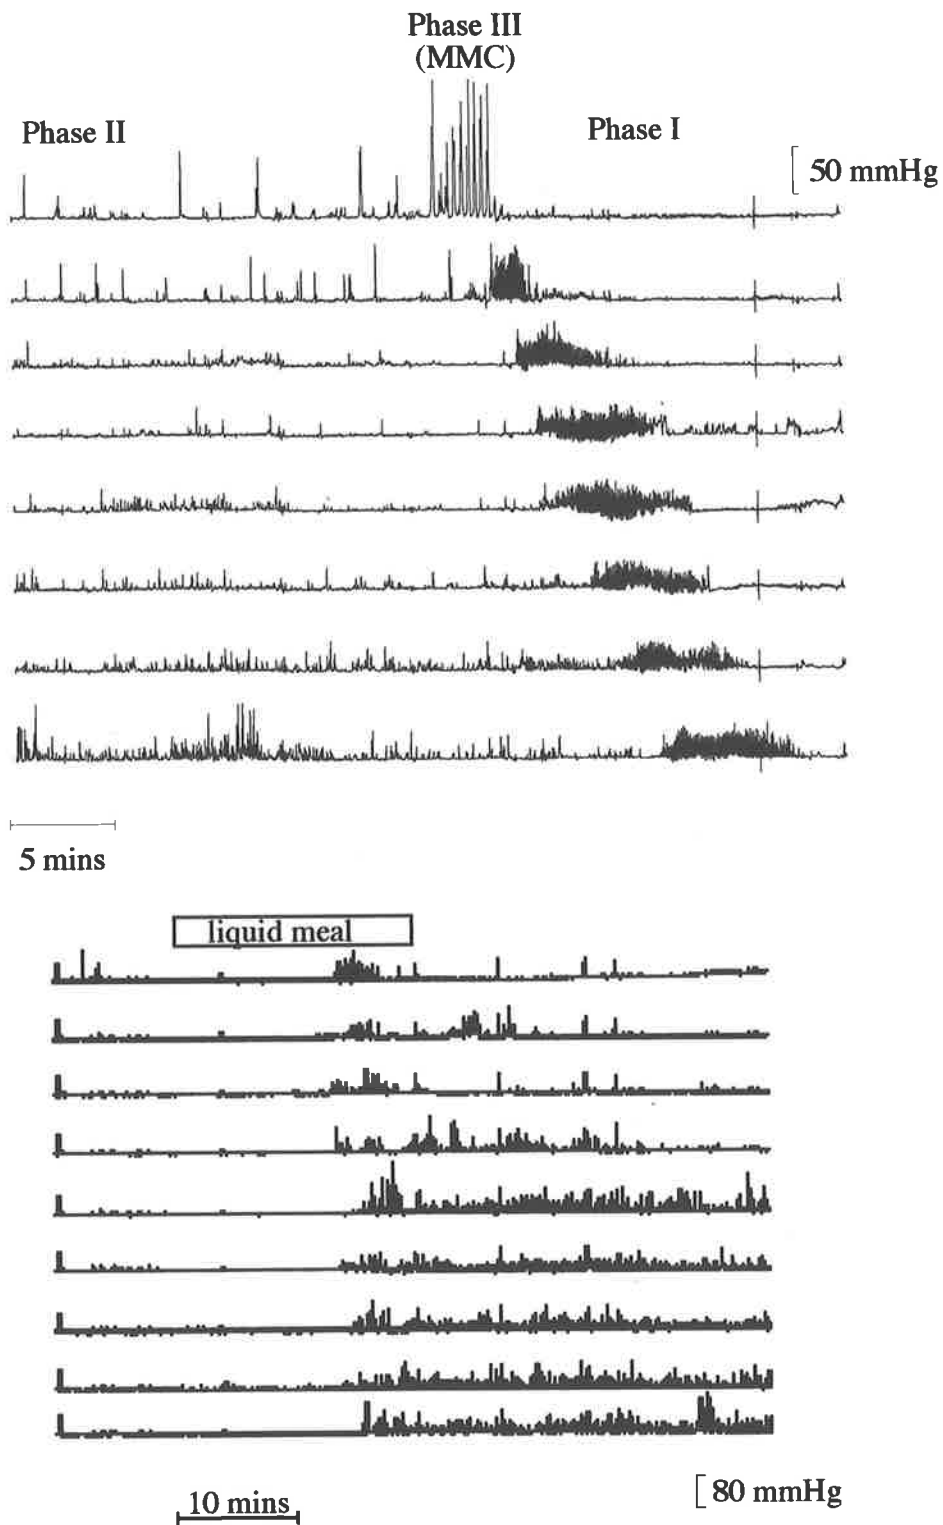 Phase III
(MMC)
Phase II
Phase I
50 mmHg
5 mins
liquid meal
10 mins
80 mmHg